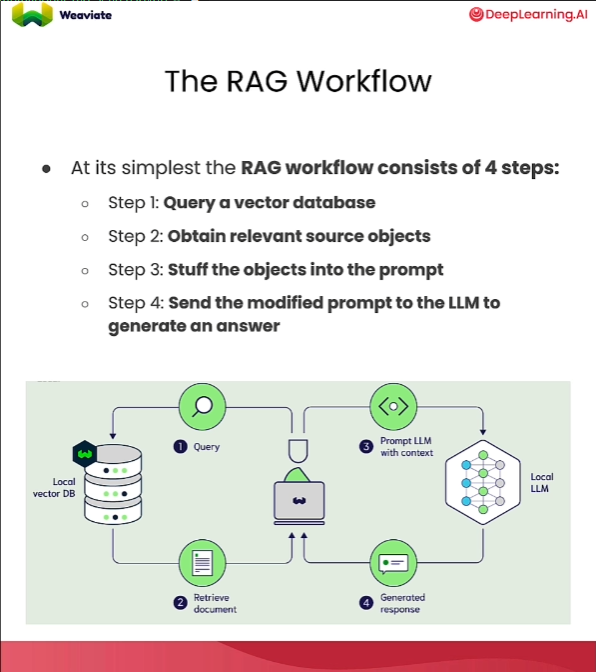 Weaviate
DeepLearning.AI
The RAG Workflow
● At its simplest the RAG workflow consists of 4 steps:
○ Step 1: Query a vector database
○ Step 2: Obtain relevant source objects
○ Step 3: Stuff the objects into the prompt
○ Step 4: Send the modified prompt to the LLM to
generate an answer
1 Query
3 Prompt LLM
with context
Local
vector DB
Local
LLM
2 Retrieve
document
4 Generated
response